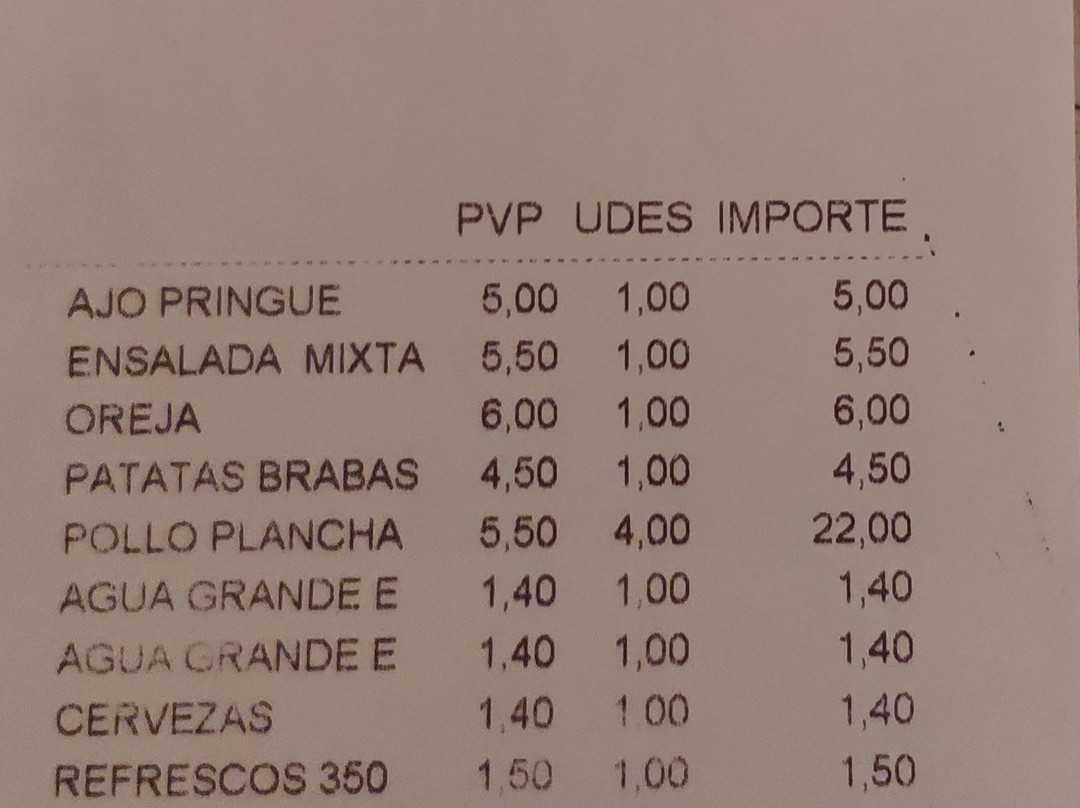 PVP UDES IMPORTE
AJO PRINGUE 5,00 1,00 5,00
ENSALADA MIXTA 5,50 1,00 5,50
OREJA 6,00 1,00 6,00
PATATAS BRABAS 4,50 1,00 4,50
POLLO PLANCHA 5,50 4,00 22,00
AGUA GRANDE E 1,40 1,00 1,40
AGUA GRANDE E 1,40 1,00 1,40
CERVEZAS 1,40 1,00 1,40
REFRESCOS 350 1,50 1,00 1,50